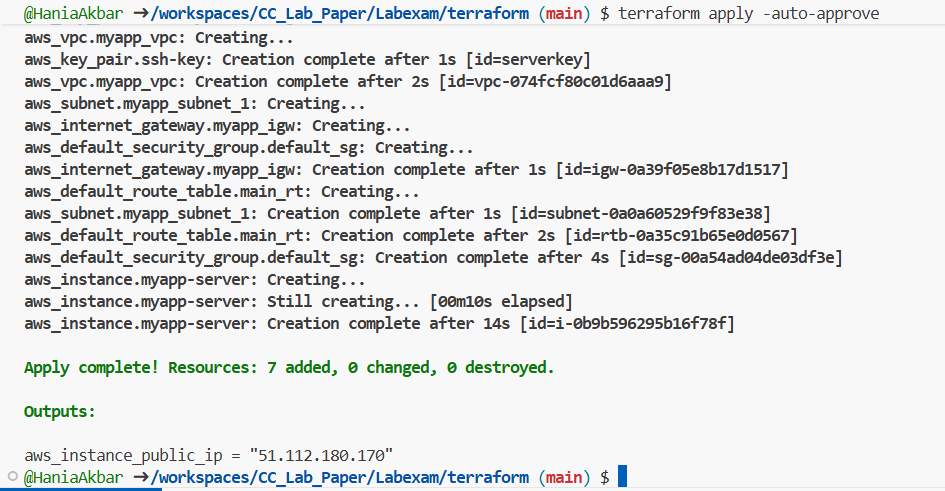 @HaniaAkbar ➜/workspaces/CC_Lab_Paper/Labexam/terraform (main) $ terraform apply -auto-approve
aws_vpc.myapp_vpc: Creating...
aws_key_pair.ssh-key: Creation complete after 1s [id=serverkey]
aws_vpc.myapp_vpc: Creation complete after 2s [id=vpc-074fcf80c01d6aaa9]
aws_subnet.myapp_subnet_1: Creating...
aws_internet_gateway.myapp_igw: Creating...
aws_default_security_group.default_sg: Creating...
aws_internet_gateway.myapp_igw: Creation complete after 1s [id=igw-0a39f05e8b17d1517]
aws_default_route_table.main_rt: Creating...
aws_subnet.myapp_subnet_1: Creation complete after 1s [id=subnet-0a0a60529f9f83e38]
aws_default_route_table.main_rt: Creation complete after 2s [id=rtb-0a35c91b65e0d0567]
aws_default_security_group.default_sg: Creation complete after 4s [id=sg-00a54ad04de03df3e]
aws_instance.myapp-server: Creating...
aws_instance.myapp-server: Still creating... [00m10s elapsed]
aws_instance.myapp-server: Creation complete after 14s [id=i-0b9b596295b16f78f]
Apply complete! Resources: 7 added, 0 changed, 0 destroyed.
Outputs:
aws_instance_public_ip = "51.112.180.170"
@HaniaAkbar ➜/workspaces/CC_Lab_Paper/Labexam/terraform (main) $